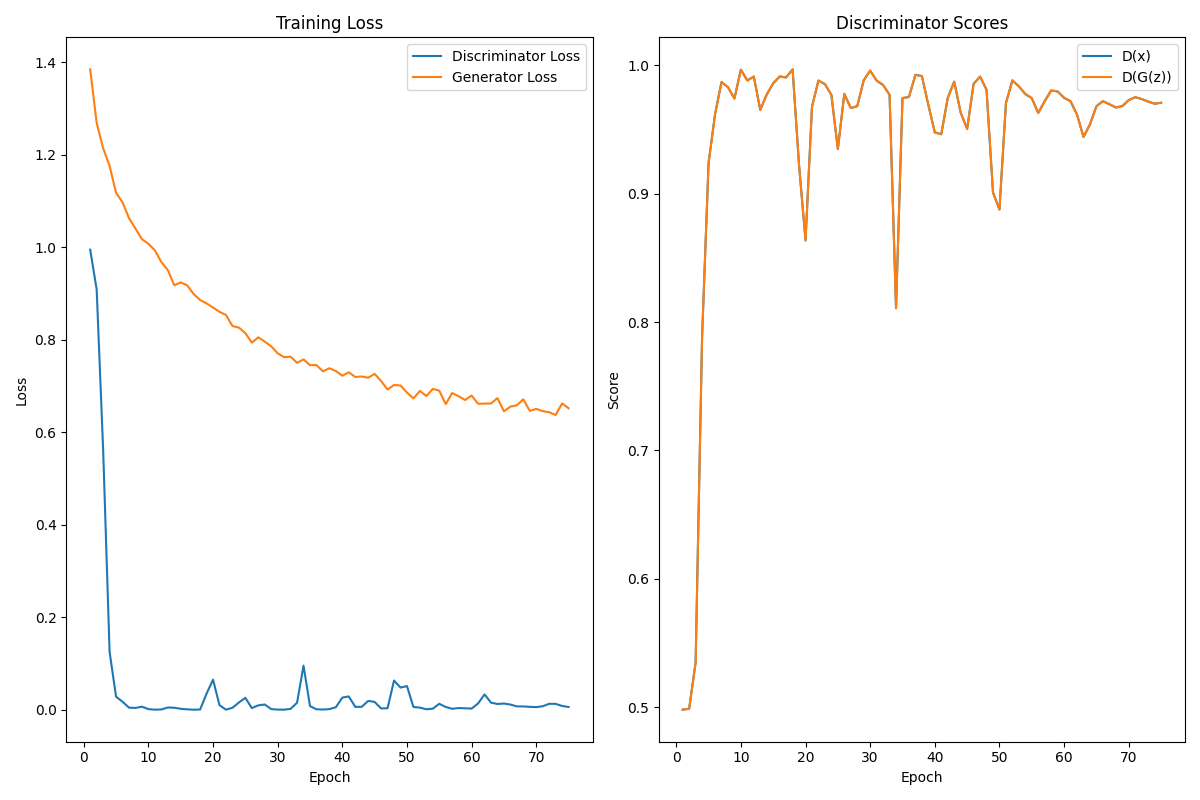 Training Loss
Discriminator Loss
Generator Loss
1.4
1.2
1.0
0.8
0.6
0.4
0.2
0.0
Loss
0 10 20 30 40 50 60 70
Epoch
Discriminator Scores
D(x)
D(G(z))
1.0
0.9
0.8
0.7
0.6
0.5
Score
0 10 20 30 40 50 60 70
Epoch